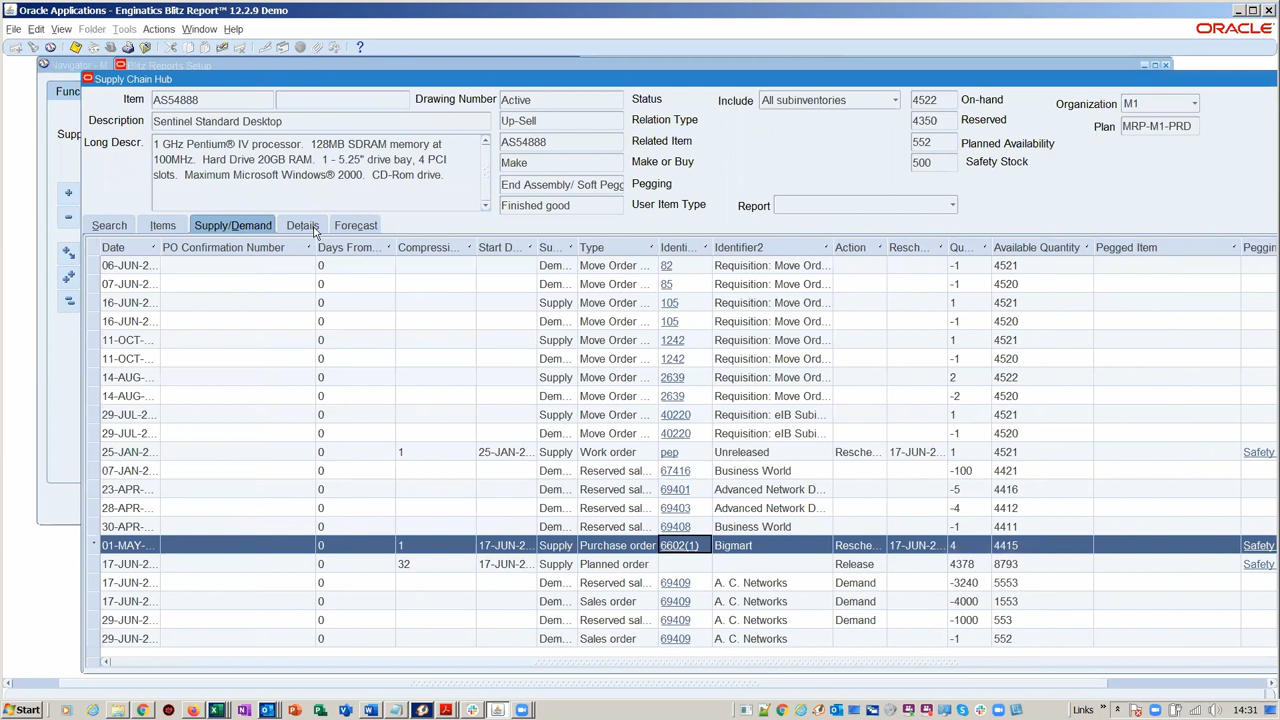 Oracle Applications - Enginatics Blitz Report™ 12.2.9 Demo
File Edit View Folder Tools Actions Window Help
ORACLE
Navigator - M Blitz Reports Setup
Supply Chain Hub
Func
Supp
Item AS54888 Drawing Number Active Status Include All subinventories 4522 On-hand Organization M1
Description Sentinel Standard Desktop Up-Sell Relation Type 4350 Reserved Plan MRP-M1-PRD
Long Descr. 1 GHz Pentium® IV processor. 128MB SDRAM memory at AS54888 Related Item 552 Planned Availability
100MHz. Hard Drive 20GB RAM. 1 - 5.25" drive bay, 4 PCI Make Make or Buy 500 Safety Stock
slots. Maximum Microsoft Windows® 2000. CD-Rom drive. End Assembly/ Soft Pegg Pegging
Finished good User Item Type Report
Search Items Supply/Demand Details Forecast
Date PO Confirmation Number Days From... Compressi... Start D... Su... Type Identi... Identifier2 Action Resch... Qu... Available Quantity Pegged Item Peggin
06-JUN-2... 0 Dem... Move Order ... 82 Requisition: Move Ord... -1 4521
07-JUN-2... 0 Dem... Move Order ... 85 Requisition: Move Ord... -1 4520
16-JUN-2... 0 Supply Move Order ... 105 Requisition: Move Ord... 1 4521
16-JUN-2... 0 Dem... Move Order ... 105 Requisition: Move Ord... -1 4520
11-OCT-... 0 Supply Move Order ... 1242 Requisition: Move Ord... 1 4521
11-OCT-... 0 Dem... Move Order ... 1242 Requisition: Move Ord... -1 4520
14-AUG-... 0 Supply Move Order ... 2639 Requisition: Move Ord... 2 4522
14-AUG-... 0 Dem... Move Order ... 2639 Requisition: Move Ord... -2 4520
29-JUL-2... 0 Supply Move Order ... 40220 Requisition: eIB Subi... 1 4521
29-JUL-2... 0 Dem... Move Order ... 40220 Requisition: eIB Subi... -1 4520
25-JAN-2... 0 1 25-JAN-2... Supply Work order pep Unreleased Resche... 17-JUN-2... 1 4521 Safety
07-JAN-2... 0 Dem... Reserved sal... 67416 Business World -100 4421
23-APR-... 0 Dem... Reserved sal... 69401 Advanced Network D... -5 4416
28-APR-... 0 Dem... Reserved sal... 69403 Advanced Network D... -4 4412
30-APR-... 0 Dem... Reserved sal... 69408 Business World -1 4411
01-MAY-... 0 1 17-JUN-2... Supply Purchase order 6602(1) Bigmart Resche... 17-JUN-2... 4 4415 Safety
17-JUN-2... 0 32 17-JUN-2... Supply Planned order Release 4378 8793 Safety
17-JUN-2... 0 Dem... Reserved sal... 69409 A. C. Networks Demand -3240 5553
17-JUN-2... 0 Dem... Sales order 69409 A. C. Networks Demand -4000 1553
29-JUN-2... 0 Dem... Reserved sal... 69409 A. C. Networks Demand -1000 553
29-JUN-2... 0 Dem... Sales order 69409 A. C. Networks -1 552
Start Links 14:31